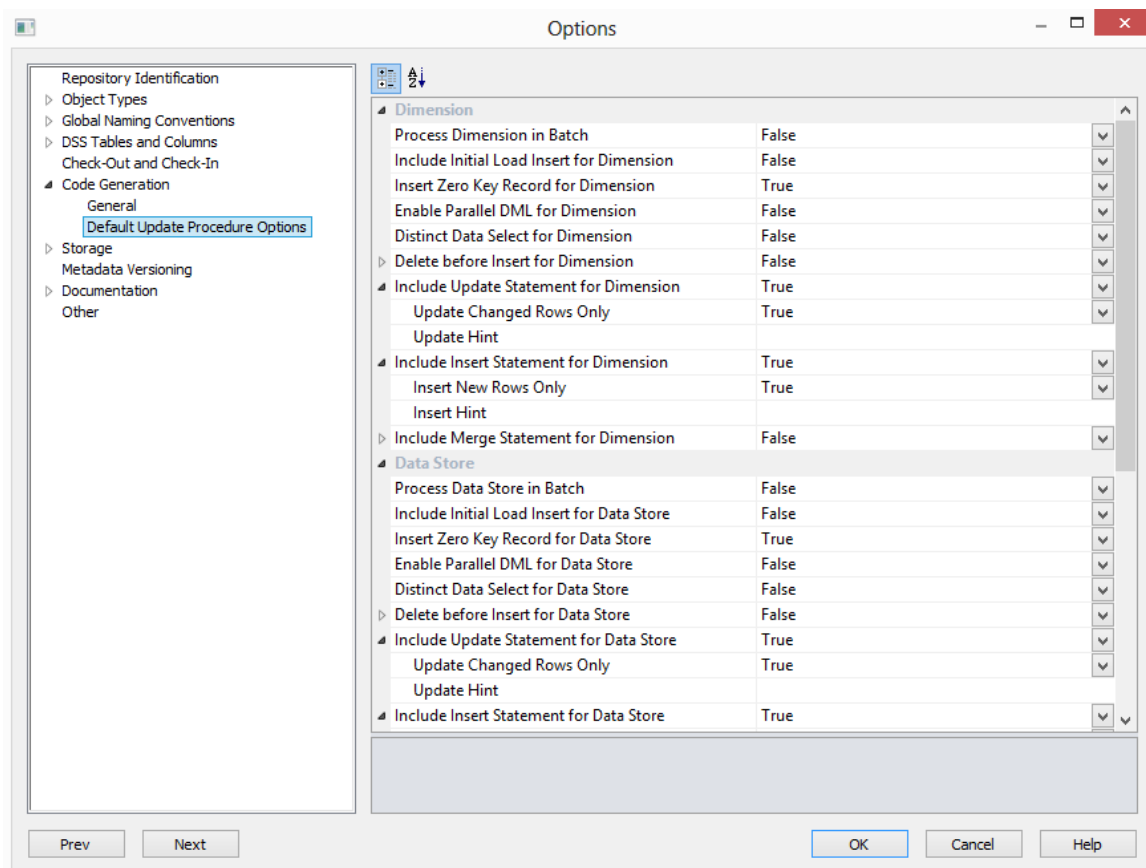 Options
Repository Identification
Object Types
Global Naming Conventions
DSS Tables and Columns
Check-Out and Check-In
Code Generation
General
Default Update Procedure Options
Storage
Metadata Versioning
Documentation
Other
Dimension
Process Dimension in Batch False
Include Initial Load Insert for Dimension False
Insert Zero Key Record for Dimension True
Enable Parallel DML for Dimension False
Distinct Data Select for Dimension False
Delete before Insert for Dimension False
Include Update Statement for Dimension True
Update Changed Rows Only True
Update Hint
Include Insert Statement for Dimension True
Insert New Rows Only True
Insert Hint
Include Merge Statement for Dimension False
Data Store
Process Data Store in Batch False
Include Initial Load Insert for Data Store False
Insert Zero Key Record for Data Store True
Enable Parallel DML for Data Store False
Distinct Data Select for Data Store False
Delete before Insert for Data Store False
Include Update Statement for Data Store True
Update Changed Rows Only True
Update Hint
Include Insert Statement for Data Store True
Prev Next OK Cancel Help